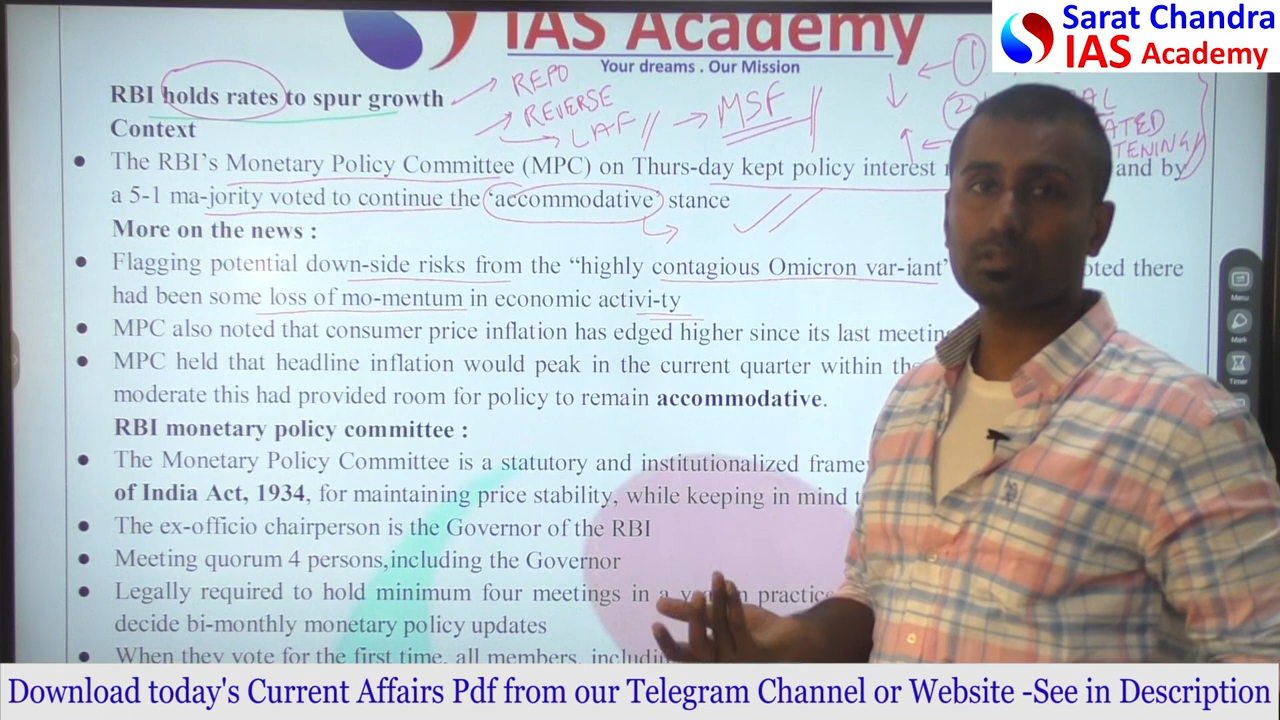 Sarat Chandra
IAS Academy
IAS Academy
Your dreams . Our Mission
RBI holds rates to spur growth
REPO
REVERSE
LAF
MSF
1
2
Context
The RBI's Monetary Policy Committee (MPC) on Thurs-day kept policy interest and by
a 5-1 ma-jority voted to continue the 'accommodative' stance
More on the news :
Flagging potential down-side risks from the "highly contagious Omicron var-iant" there
had been some loss of mo-mentum in economic activi-ty
MPC also noted that consumer price inflation has edged higher since its last
MPC held that headline inflation would peak in the current quarter within
moderate this had provided room for policy to remain accommodative.
RBI monetary policy committee :
The Monetary Policy Committee is a statutory and institutionalized
of India Act, 1934, for maintaining price stability, while keeping in mind
The ex-officio chairperson is the Governor of the RBI
Meeting quorum 4 persons,including the Governor
Legally required to hold minimum four meetings in a
decide bi-monthly monetary policy updates
When they vote for the first time, all members,
Menu
Mark
Timer
Download today's Current Affairs Pdf from our Telegram Channel or Website -See in Description